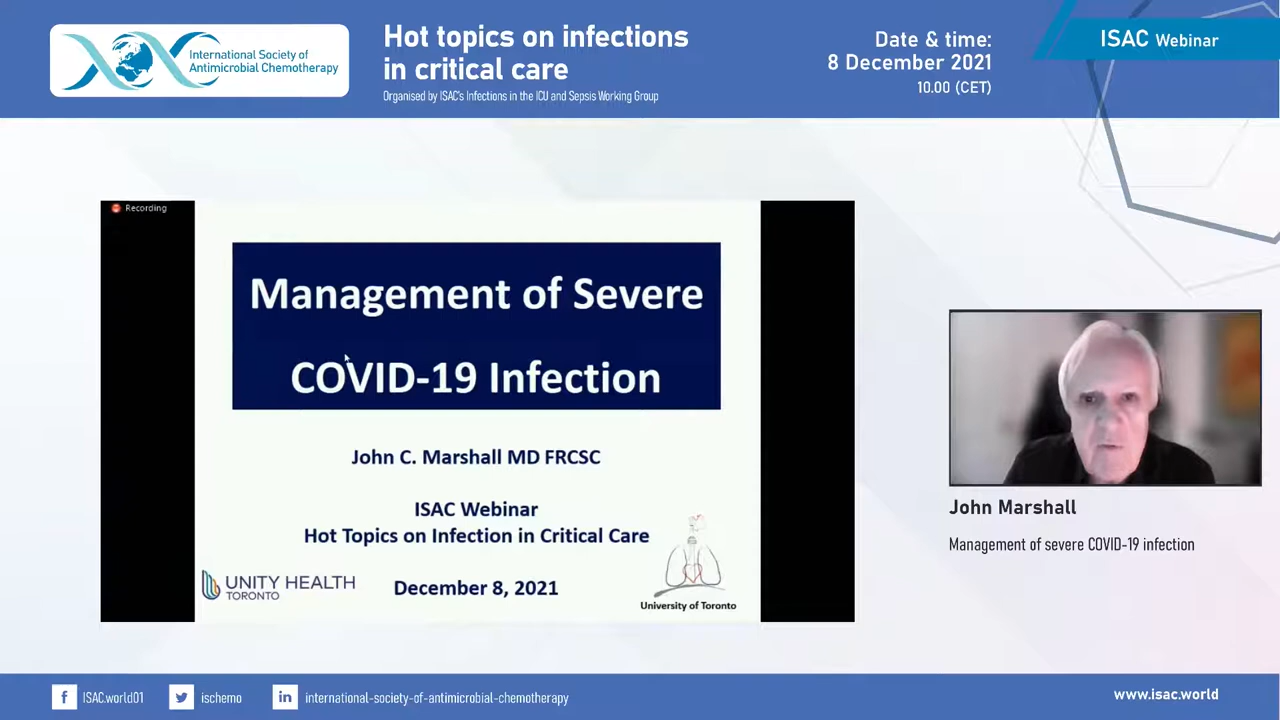 International Society of
Antimicrobial Chemotherapy
Hot topics on infections
in critical care
Organised by ISAC's Infections in the ICU and Sepsis Working Group
Date & time:
8 December 2021
10.00 (CET)
ISAC Webinar
Recording
Management of Severe
COVID-19 Infection
John C. Marshall MD FRCSC
ISAC Webinar
Hot Topics on Infection in Critical Care
December 8, 2021
UNITY HEALTH
TORONTO
University of Toronto
John Marshall
Management of severe COVID-19 infection
f ISAC.world01
ischemo
in international-society-of-antimicrobial-chemotherapy
www.isac.world